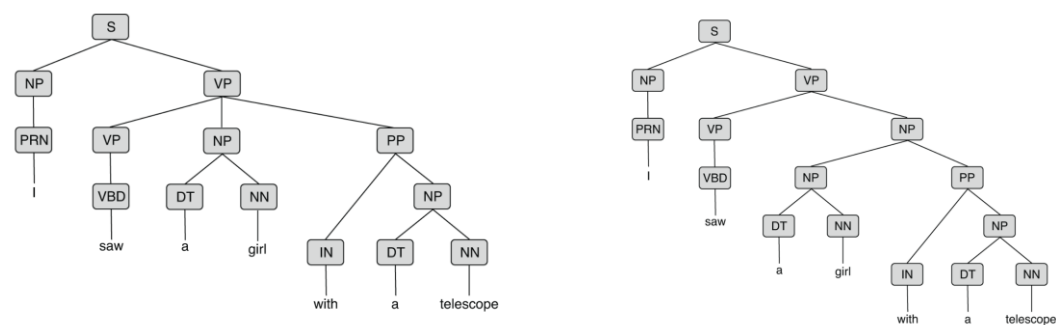 S
NP VP
PRN VP NP PP
I VBD DT NN NP
saw a girl IN DT NN
with a telescope
S
NP VP
PRN VP NP
I VBD NP PP
saw DT NN NP
a girl IN DT NN
with a telescope